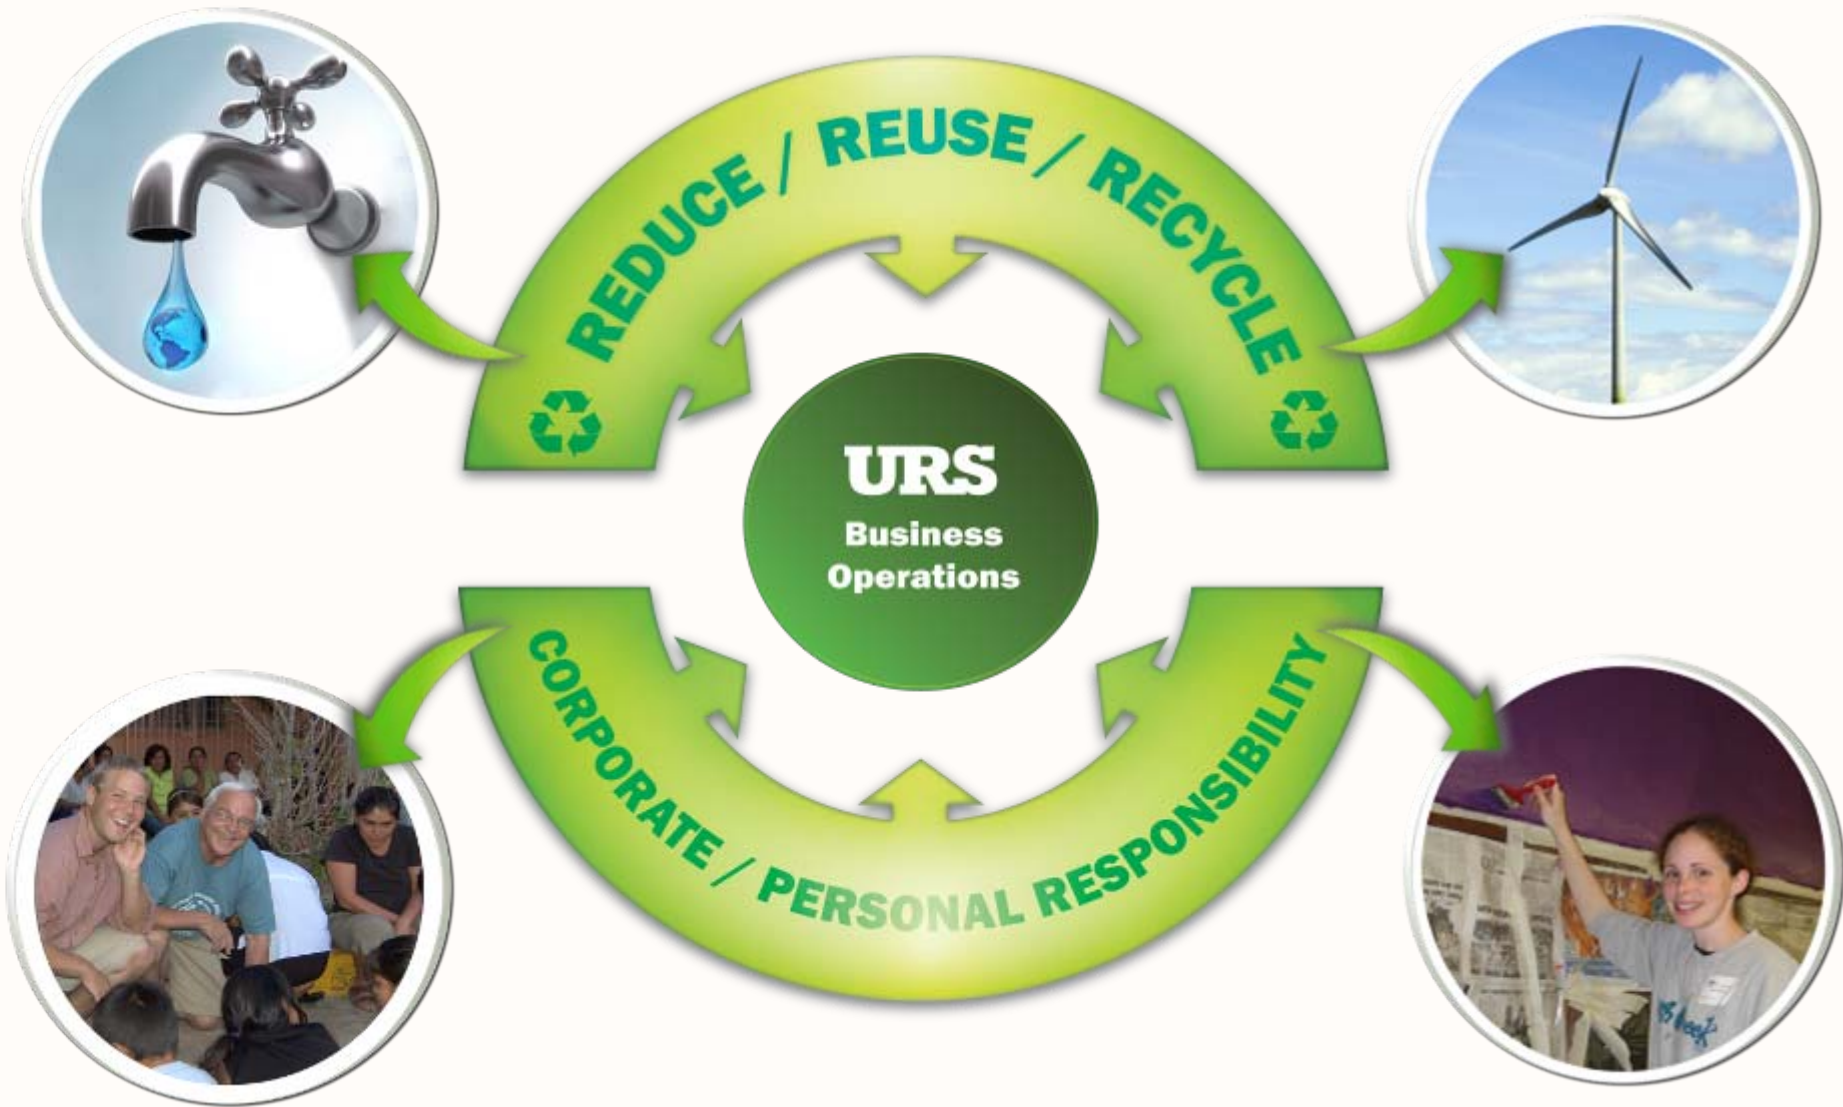 REDUCE / REUSE / RECYCLE
URS
Business
Operations
CORPORATE / PERSONAL RESPONSIBILITY